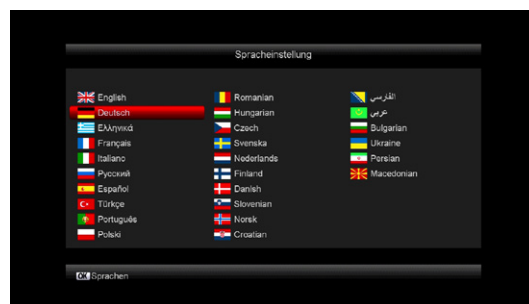 Spracheinstellung
English
Deutsch
Ελληνικά
Français
Italiano
Русский
Español
Türkçe
Português
Polski
Romanian
Hungarian
Czech
Svenska
Nederlands
Finland
Danish
Slovenian
Norsk
Croatian
الفارسي
عربي
Bulgarian
Ukraine
Persian
Macedonian
OK Sprachen